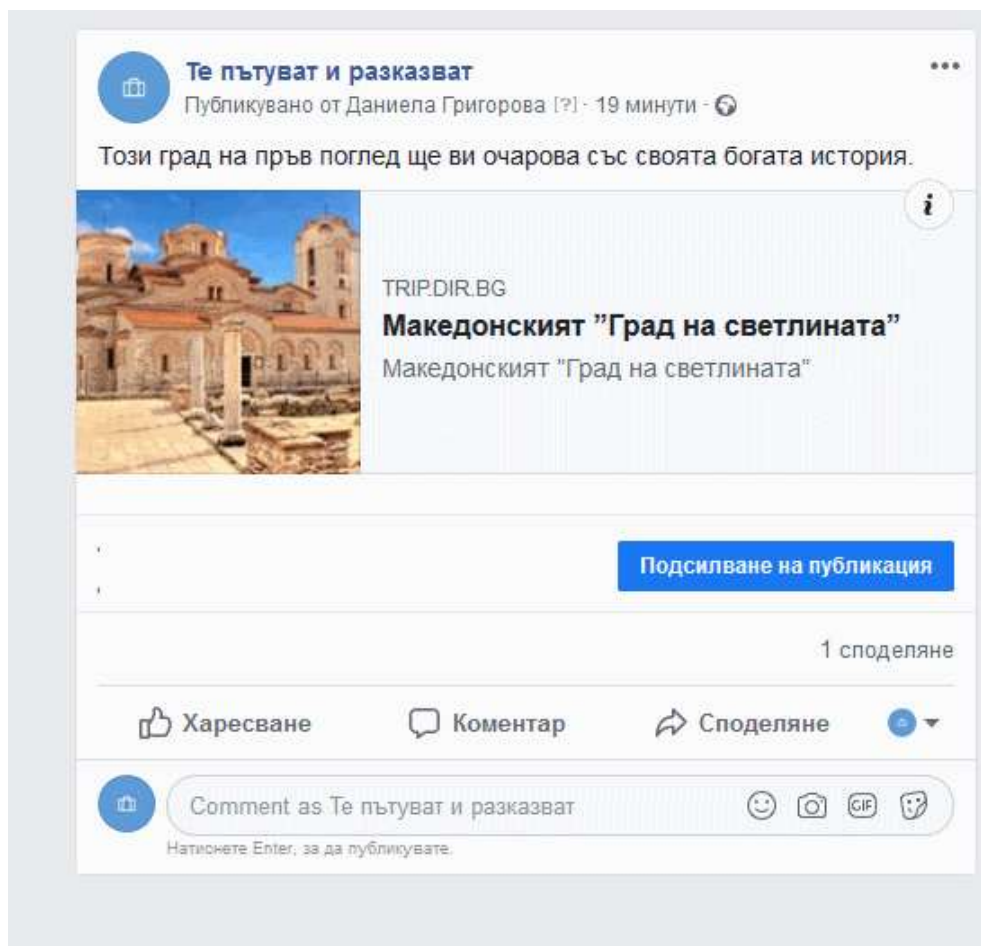 Те пътуват и разказват
Публикувано от Даниела Григорова [?] · 19 минути ·
Този град на пръв поглед ще ви очарова със своята богата история.
TRIP.DIR.BG
Македонският ”Град на светлината”
Македонският "Град на светлината"
Подсилване на публикация
1 споделяне
Харесване Коментар Споделяне
Comment as Те пътуват и разказват GIF
Натиснете Enter, за да публикувате.